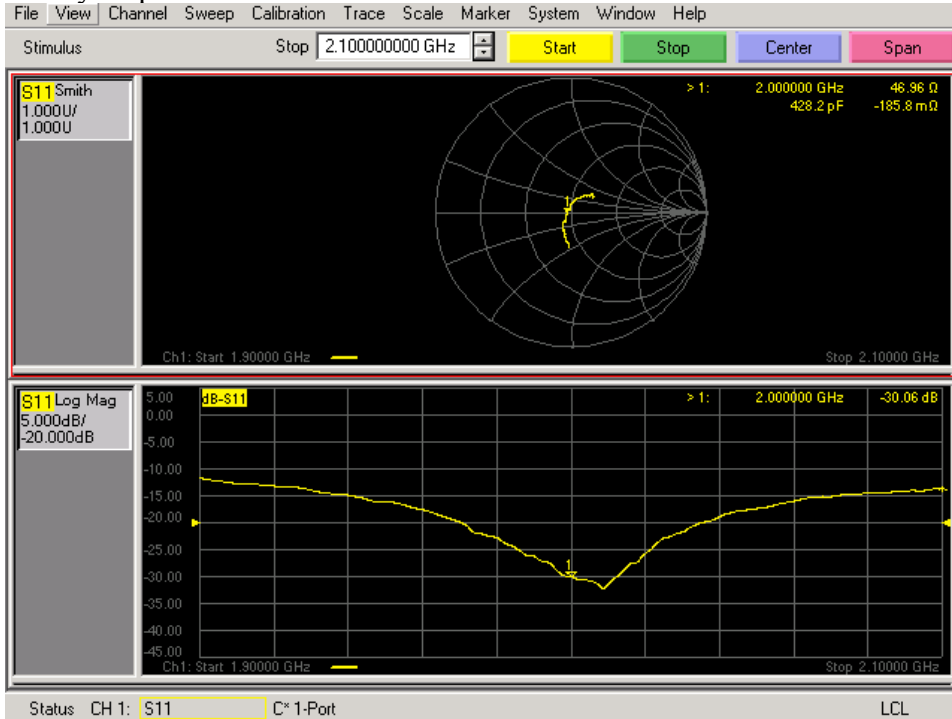 File View Channel Sweep Calibration Trace Scale Marker System Window Help
Stimulus Stop 2.100000000 GHz Start Stop Center Span
S11 Smith
1.000U/
1.000U
> 1: 2.000000 GHz 46.96 Ω
428.2 pF -185.8 mΩ
1
Ch1: Start 1.90000 GHz Stop 2.10000 GHz
S11 Log Mag
5.000dB/
-20.000dB
5.00 dB-S11 > 1: 2.000000 GHz -30.06 dB
0.00
-5.00
-10.00
-15.00
-20.00
-25.00
-30.00
-35.00
-40.00
-45.00
1
Ch1: Start 1.90000 GHz Stop 2.10000 GHz
Status CH 1: S11 C* 1-Port LCL